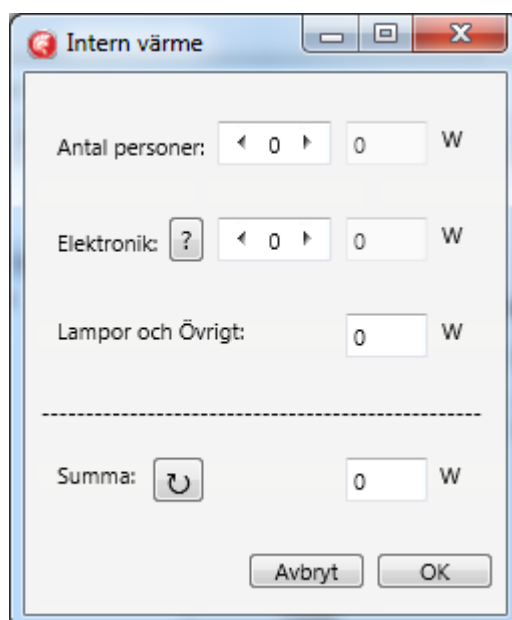 Intern värme
Antal personer: 0 0 W
Elektronik: ? 0 0 W
Lampor och Övrigt: 0 W
Summa: 0 W
Avbryt OK